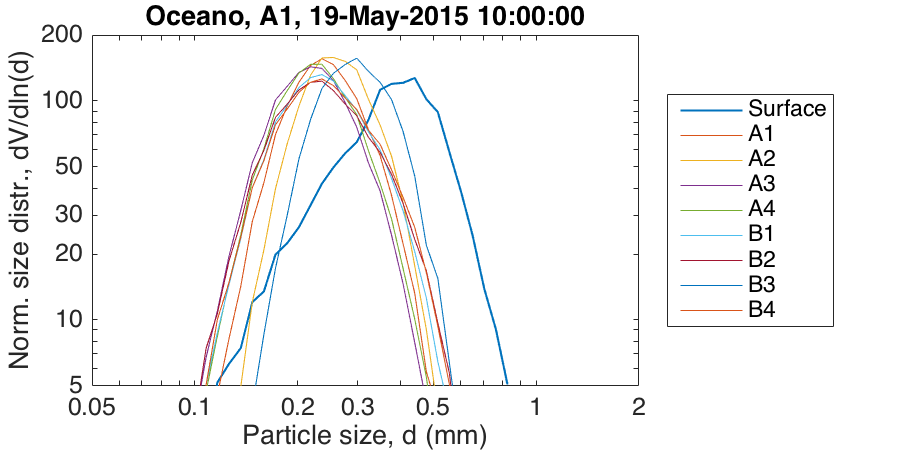 Oceano, A1, 19-May-2015 10:00:00
Norm. size distr., dV/dln(d)
200
100
50
30
20
10
5
0.05
0.1
0.2
0.3
0.5
1
2
Particle size, d (mm)
Surface
A1
A2
A3
A4
B1
B2
B3
B4